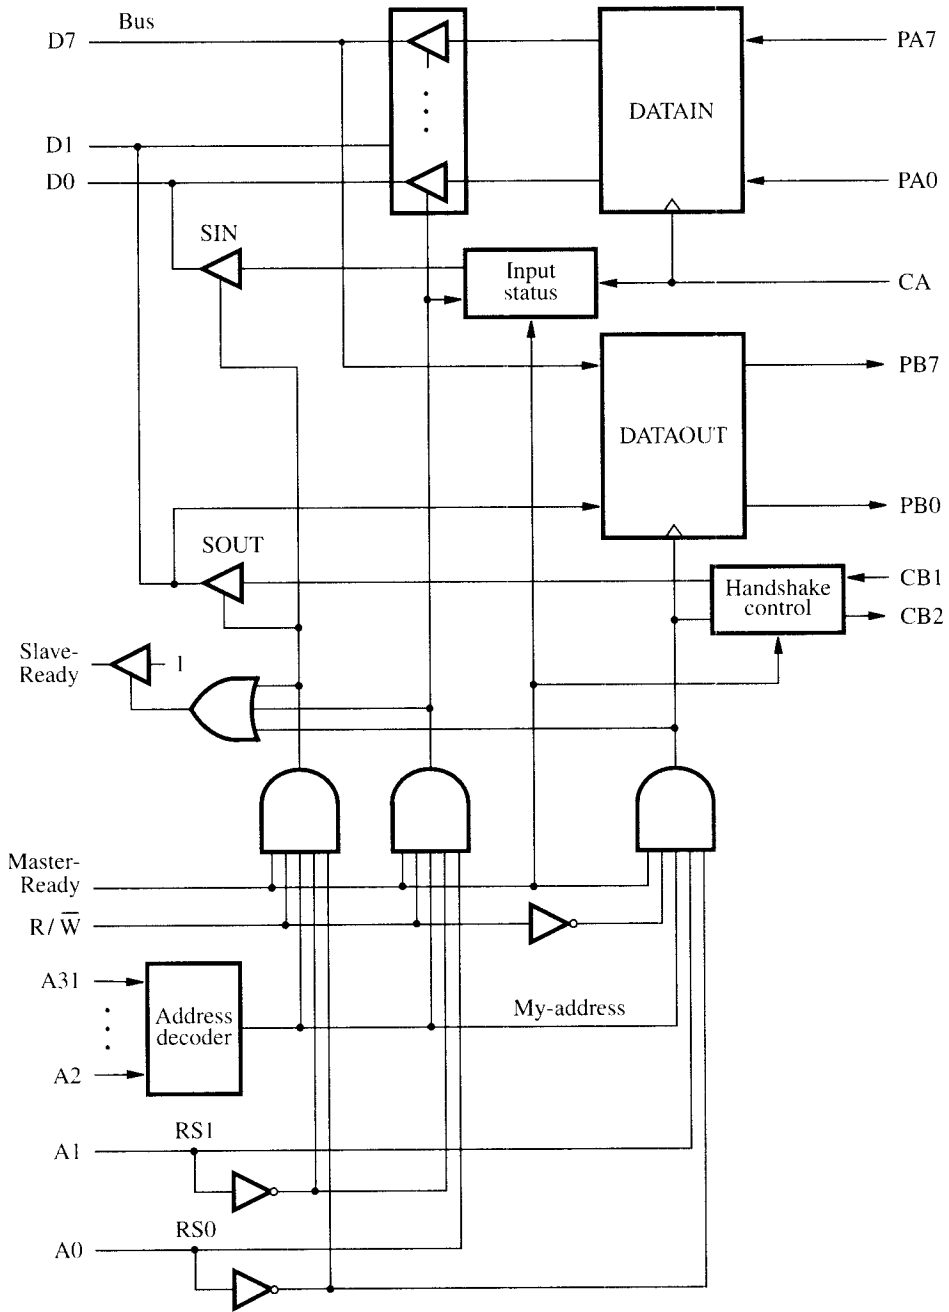 Bus
D7
PA7
DATAIN
D1
D0
PA0
SIN
Input
status
CA
PB7
DATAOUT
PB0
SOUT
Handshake
control
CB1
CB2
Slave-
Ready
1
Master-
Ready
R/W̅
A31
Address
decoder
My-address
A2
RS1
A1
RS0
A0